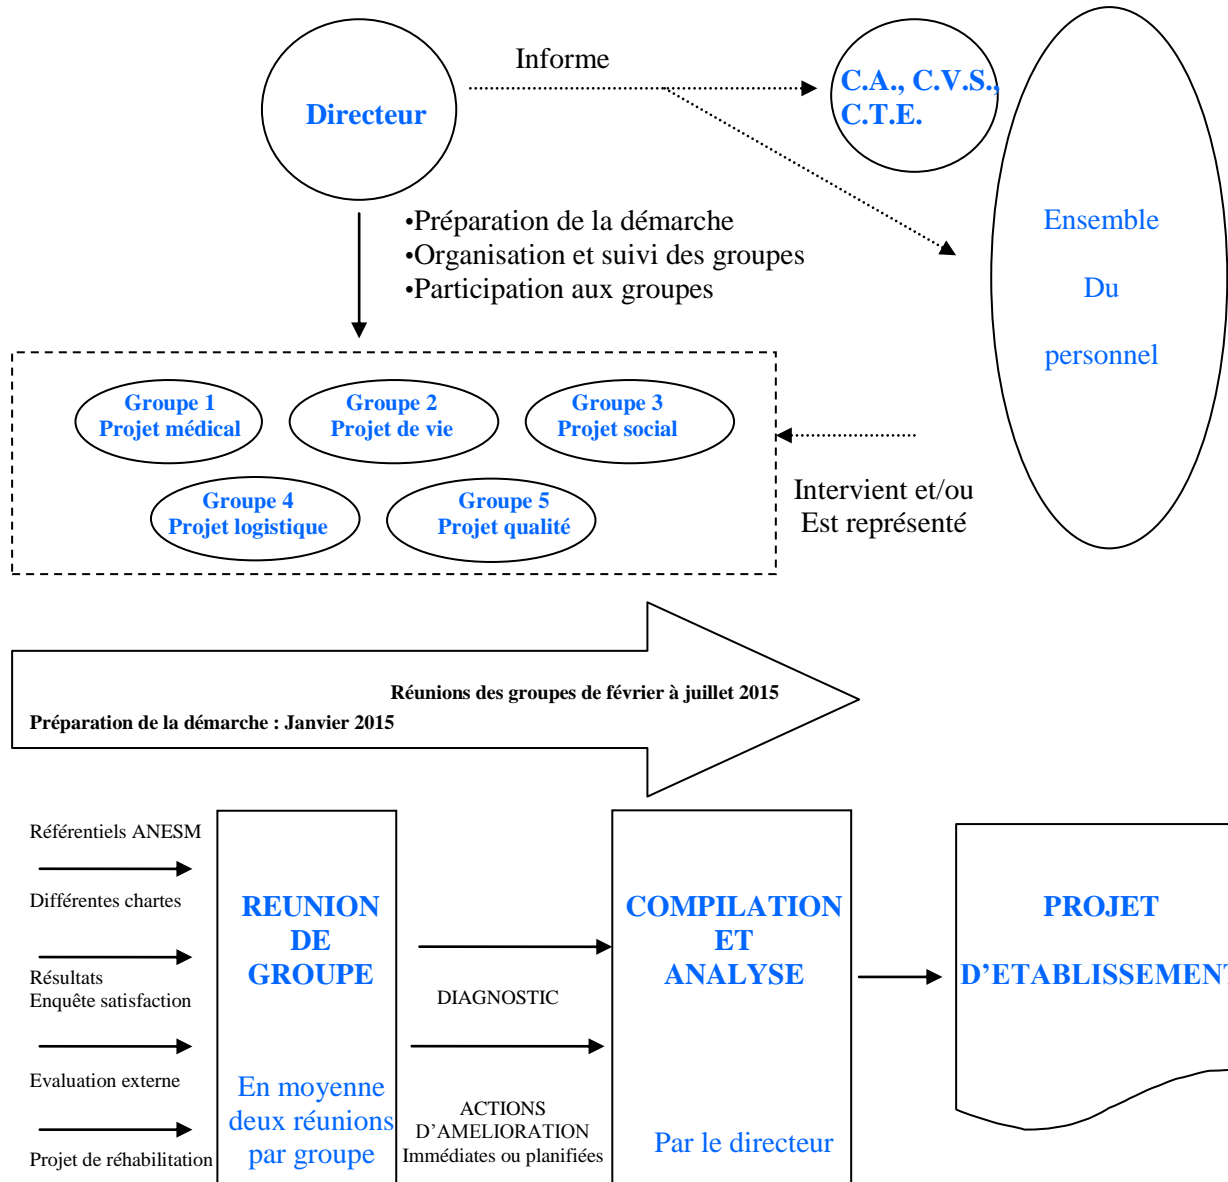 Informe
Directeur
C.A., C.V.S.,
C.T.E.
•Préparation de la démarche
•Organisation et suivi des groupes
•Participation aux groupes
Ensemble
Du
personnel
Groupe 1
Projet médical
Groupe 2
Projet de vie
Groupe 3
Projet social
Groupe 4
Projet logistique
Groupe 5
Projet qualité
Intervient et/ou
Est représenté
Réunions des groupes de février à juillet 2015
Préparation de la démarche : Janvier 2015
Référentiels ANESM
Différentes chartes
Résultats
Enquête satisfaction
Evaluation externe
Projet de réhabilitation
REUNION
DE
GROUPE
En moyenne
deux réunions
par groupe
DIAGNOSTIC
ACTIONS
D’AMELIORATION
Immédiates ou planifiées
COMPILATION
ET
ANALYSE
Par le directeur
PROJET
D’ETABLISSEMENT